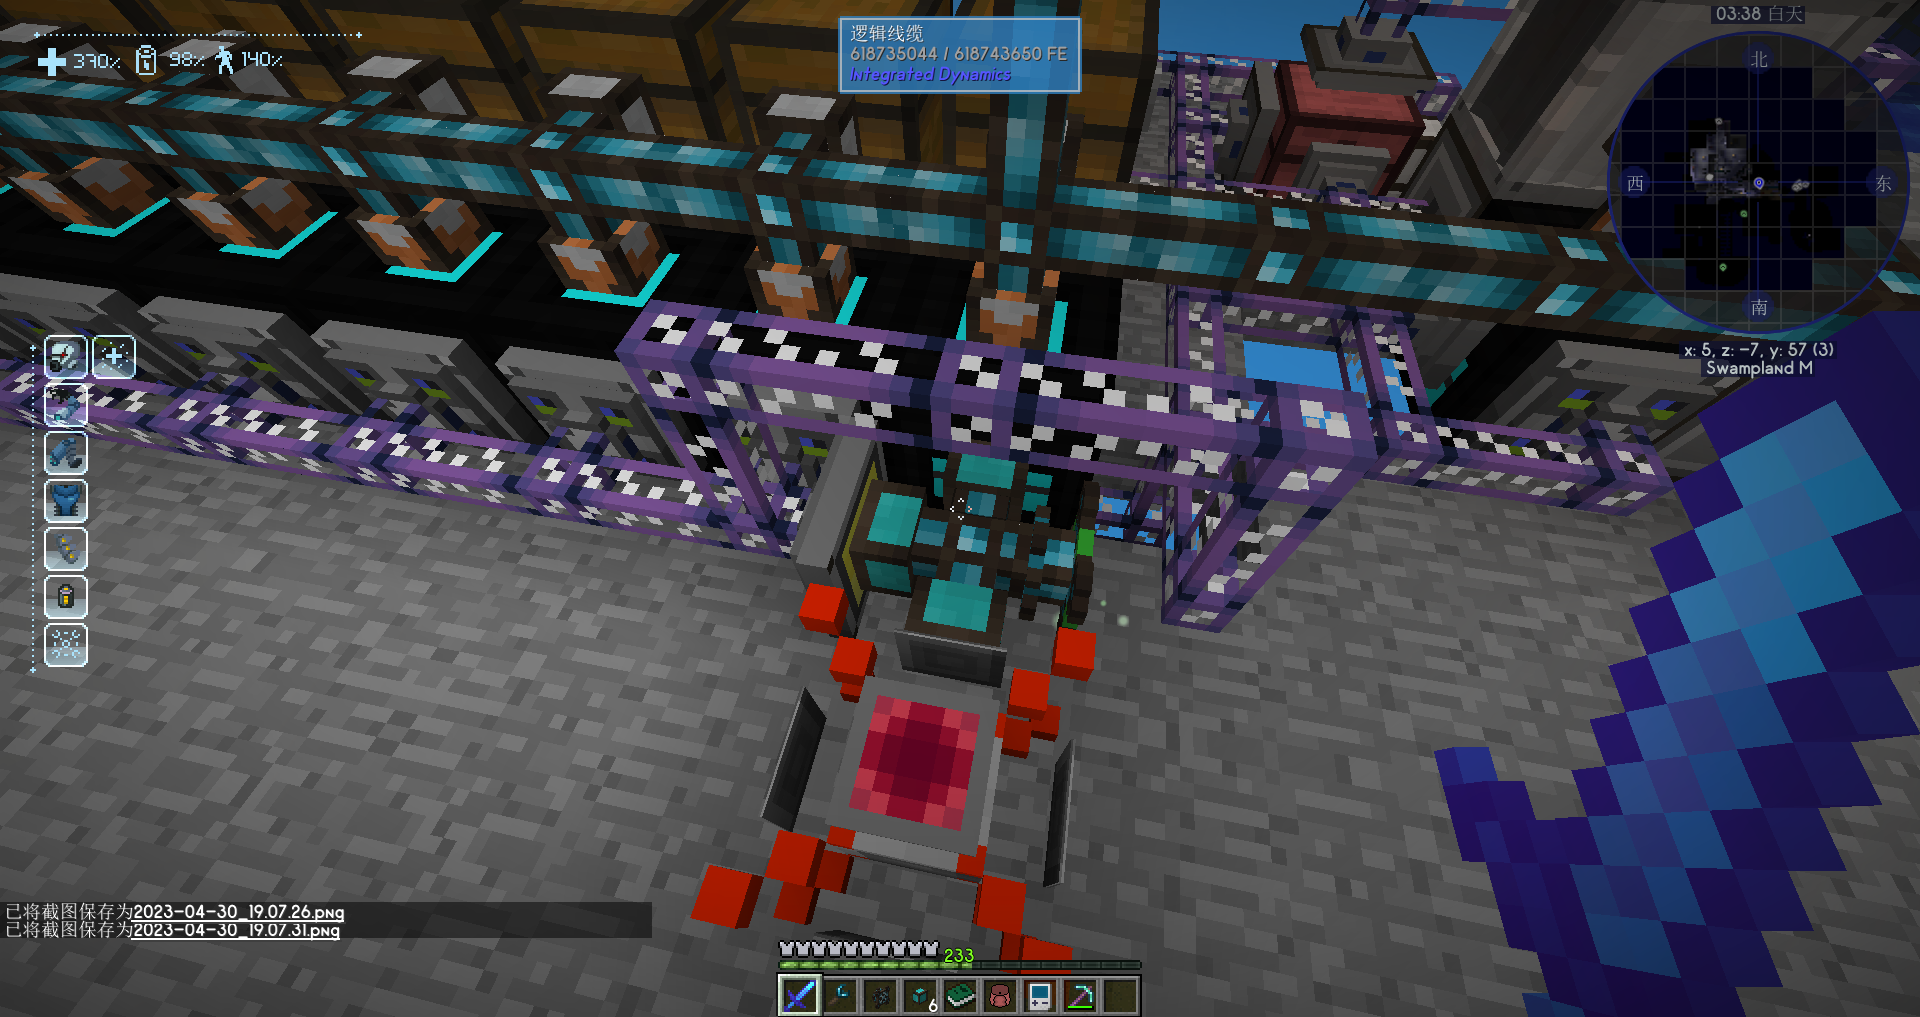 逻辑线缆
618735044 / 618743650 FE
Integrated Dynamics
03:38 白天
370%
98%
140%
北
西
东
南
x: 5, z: -7, y: 57 (3)
Swampland M
已将截图保存为2023-04-30_19.07.26.png
已将截图保存为2023-04-30_19.07.31.png
233
6